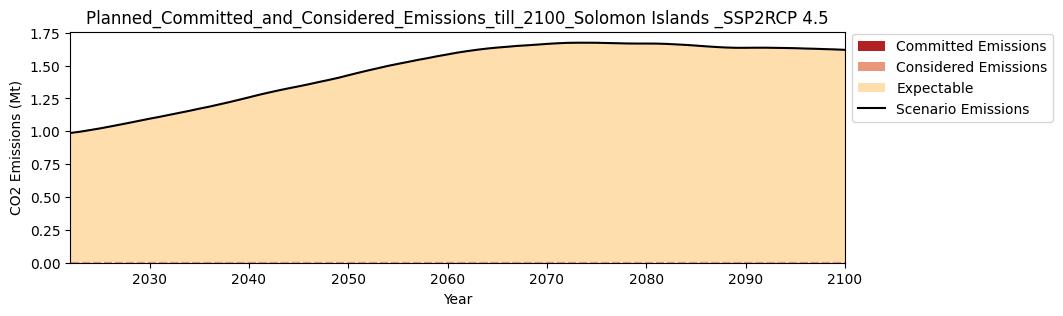 Planned_Committed_and_Considered_Emissions_till_2100_Solomon Islands _SSP2RCP 4.5
1.75
1.50
1.25
1.00
0.75
0.50
0.25
0.00
CO2 Emissions (Mt)
2030 2040 2050 2060 2070 2080 2090 2100
Year
Committed Emissions
Considered Emissions
Expectable
Scenario Emissions